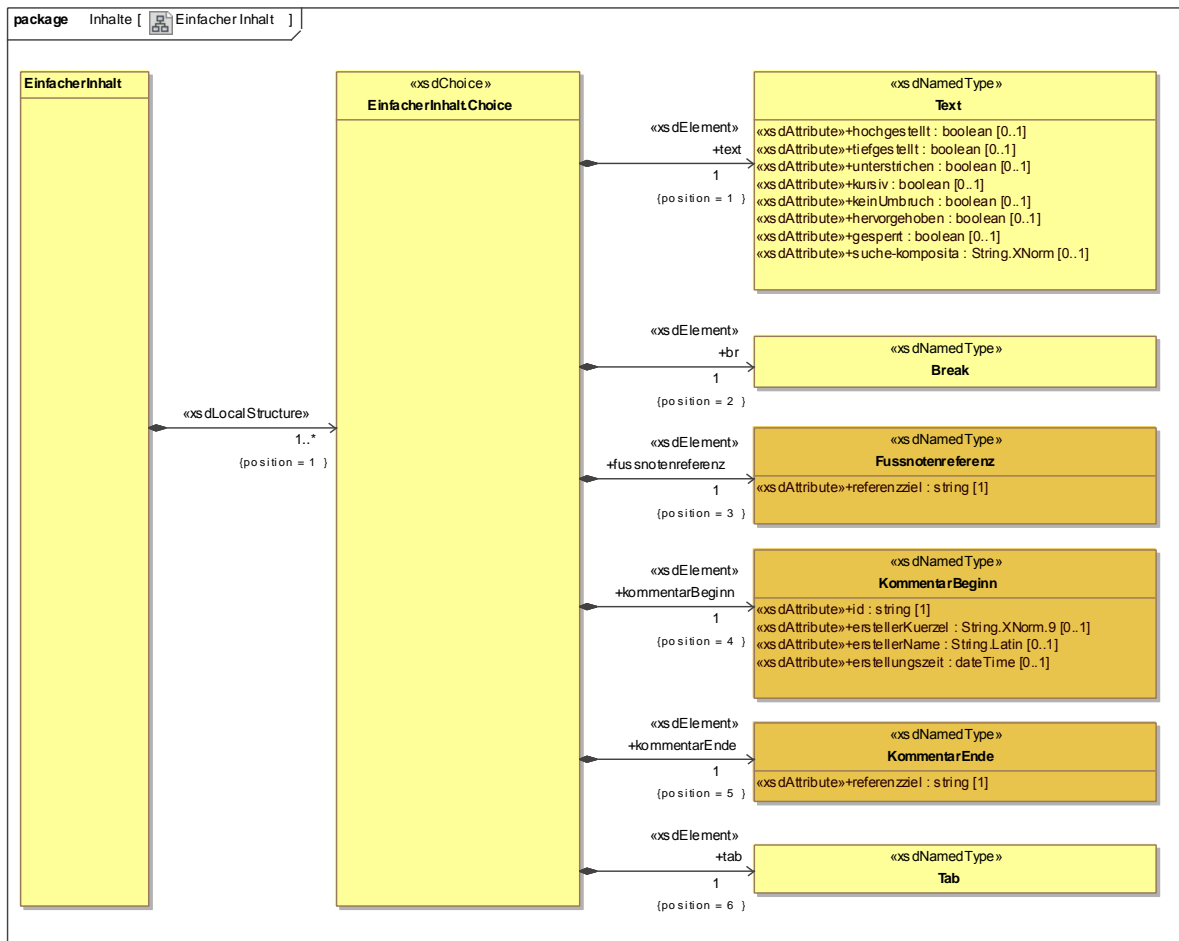 package Inhalte [ Einfacher Inhalt ]
EinfacherInhalt
«xsdLocalStructure»
1..*
{position = 1 }
«xsdChoice»
EinfacherInhalt.Choice
«xsdElement»
+text
1
{position = 1 }
«xsdNamedType»
Text
«xsdAttribute»+hochgestellt : boolean [0..1]
«xsdAttribute»+tiefgestellt : boolean [0..1]
«xsdAttribute»+unterstrichen : boolean [0..1]
«xsdAttribute»+kursiv : boolean [0..1]
«xsdAttribute»+keinUmbruch : boolean [0..1]
«xsdAttribute»+hervorgehoben : boolean [0..1]
«xsdAttribute»+gesperrt : boolean [0..1]
«xsdAttribute»+suche-komposita : String.XNorm [0..1]
«xsdElement»
+br
1
{position = 2 }
«xsdNamedType»
Break
«xsdElement»
+fussnotenreferenz
1
{position = 3 }
«xsdNamedType»
Fussnotenreferenz
«xsdAttribute»+referenzziel : string [1]
«xsdElement»
+kommentarBeginn
1
{position = 4 }
«xsdNamedType»
KommentarBeginn
«xsdAttribute»+id : string [1]
«xsdAttribute»+erstellerKuerzel : String.XNorm.9 [0..1]
«xsdAttribute»+erstellerName : String.Latin [0..1]
«xsdAttribute»+erstellungszeit : dateTime [0..1]
«xsdElement»
+kommentarEnde
1
{position = 5 }
«xsdNamedType»
KommentarEnde
«xsdAttribute»+referenzziel : string [1]
«xsdElement»
+tab
1
{position = 6 }
«xsdNamedType»
Tab